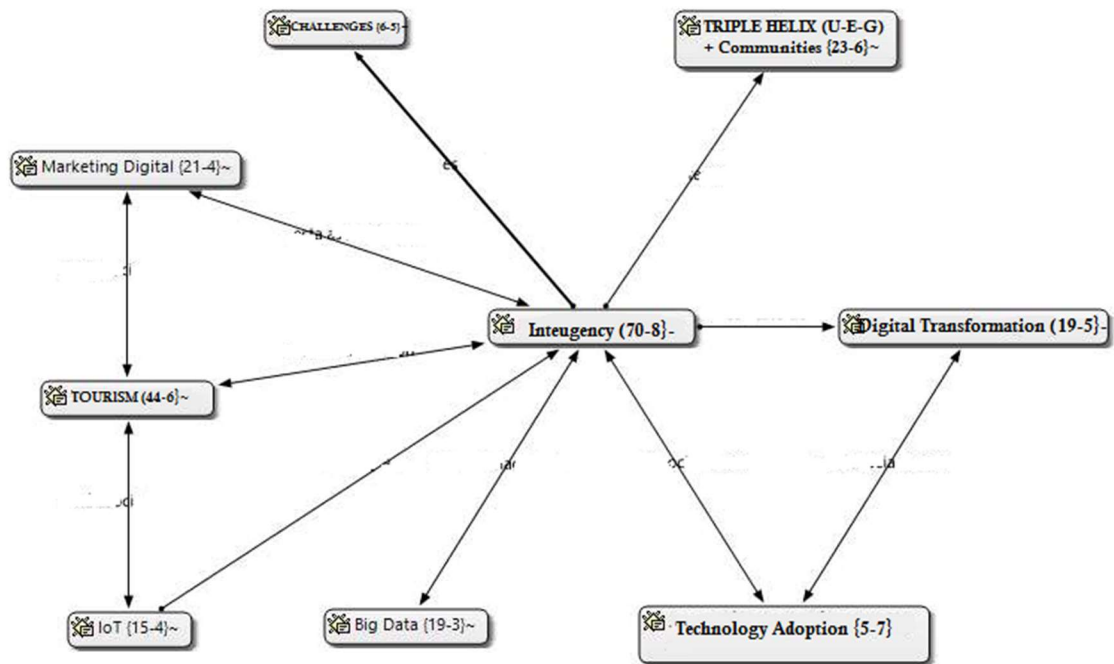 CHALLENGES {6-5}~
TRIPLE HELIX (U-E-G)
+ Communities {23-6}~
Marketing Digital {21-4}~
Inteugency (70-8}-
Digital Transformation (19-5}-
TOURISM (44-6}~
IoT {15-4}~
Big Data {19-3}~
Technology Adoption {5-7}